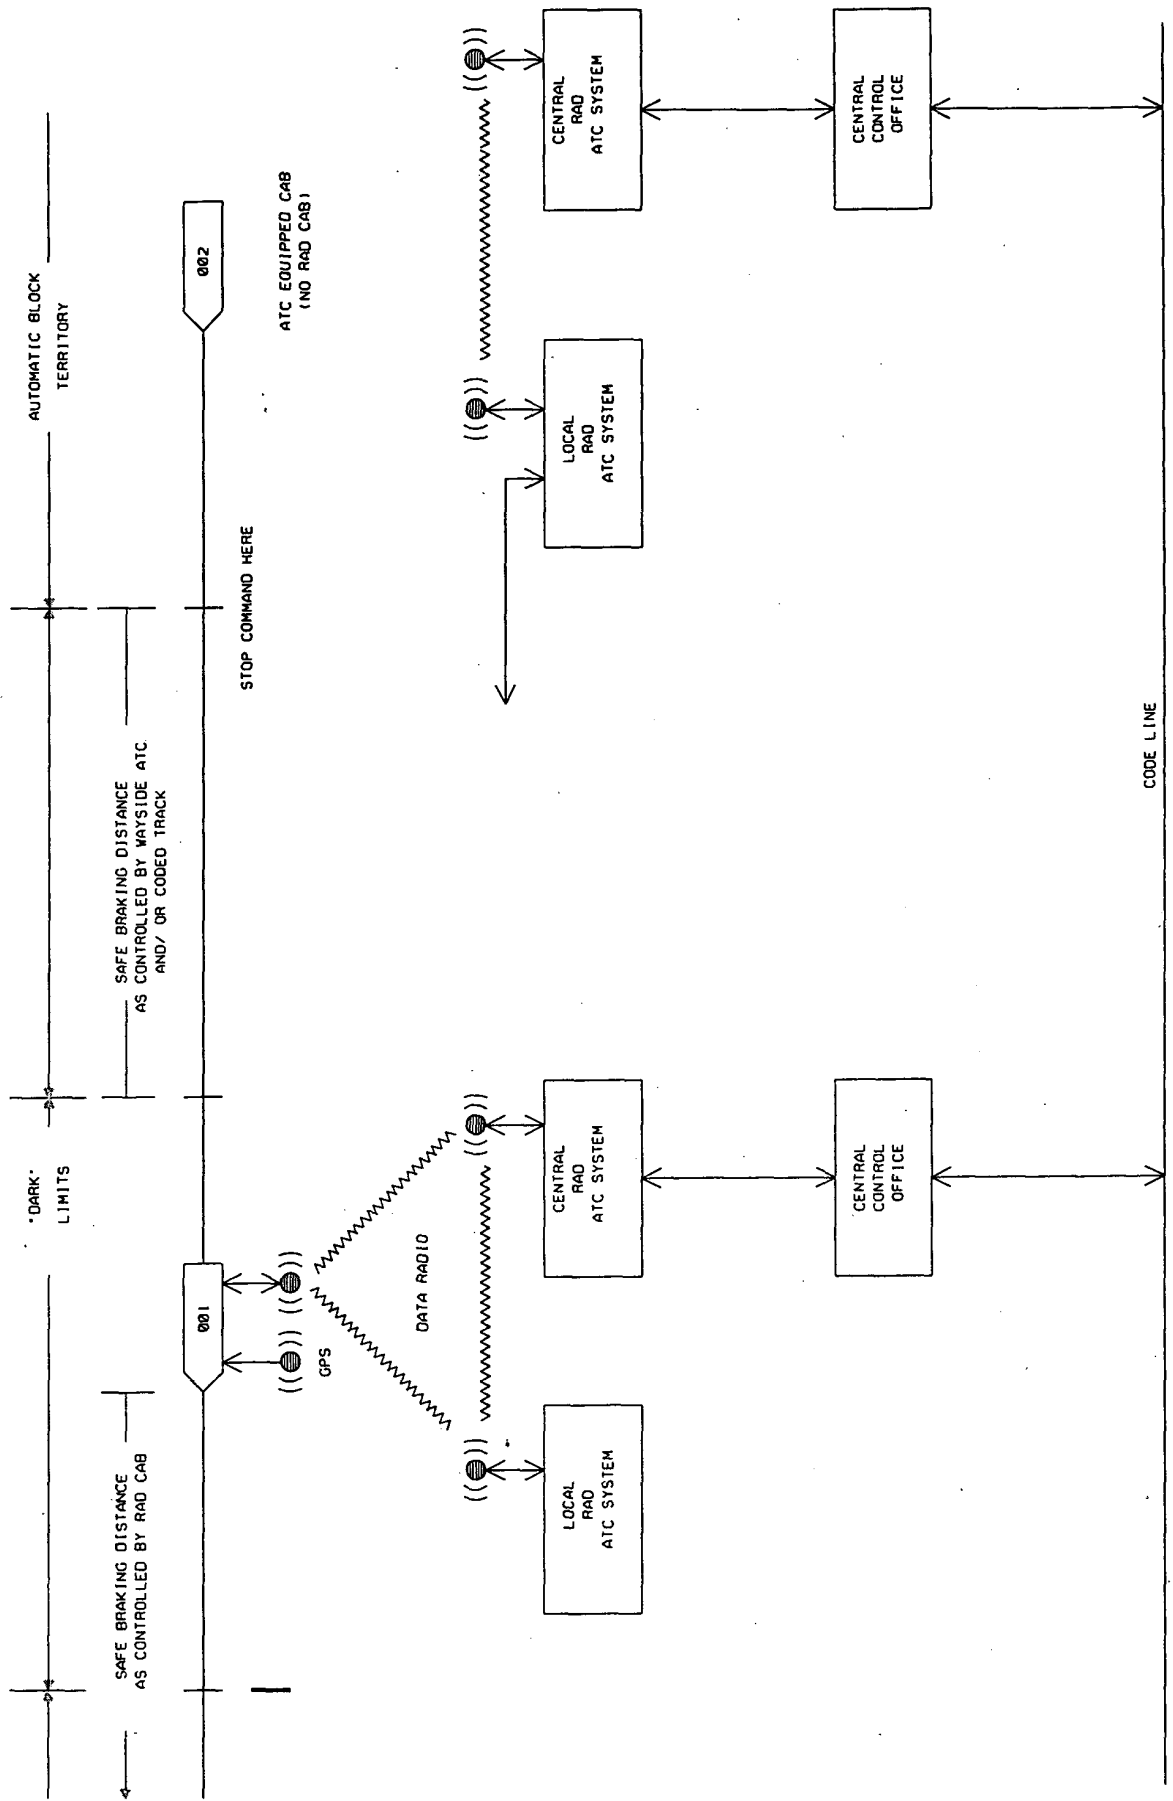 "DARK"
LIMITS
AUTOMATIC BLOCK
TERRITORY
SAFE BRAKING DISTANCE
AS CONTROLLED BY RAD CAB
SAFE BRAKING DISTANCE
AS CONTROLLED BY WAYSIDE ATC
AND/ OR CODED TRACK
001
002
GPS
STOP COMMAND HERE
ATC EQUIPPED CAB
(NO RAD CAB)
DATA RADIO
LOCAL
RAD
ATC SYSTEM
CENTRAL
RAD
ATC SYSTEM
LOCAL
RAD
ATC SYSTEM
CENTRAL
RAD
ATC SYSTEM
CENTRAL
CONTROL
OFFICE
CENTRAL
CONTROL
OFFICE
CODE LINE